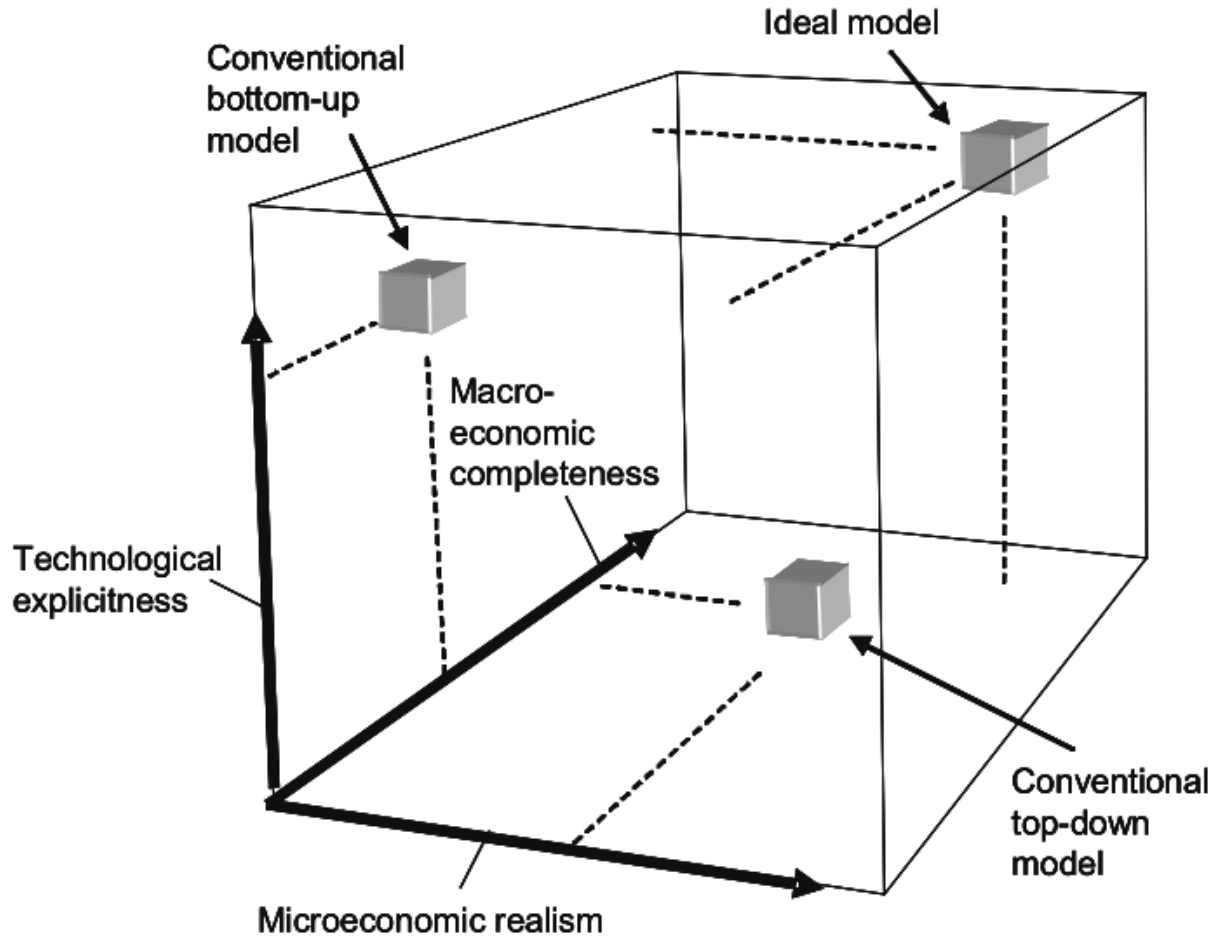 Ideal model
Conventional
bottom-up
model
Macro-
economic
completeness
Technological
explicitness
Conventional
top-down
model
Microeconomic realism